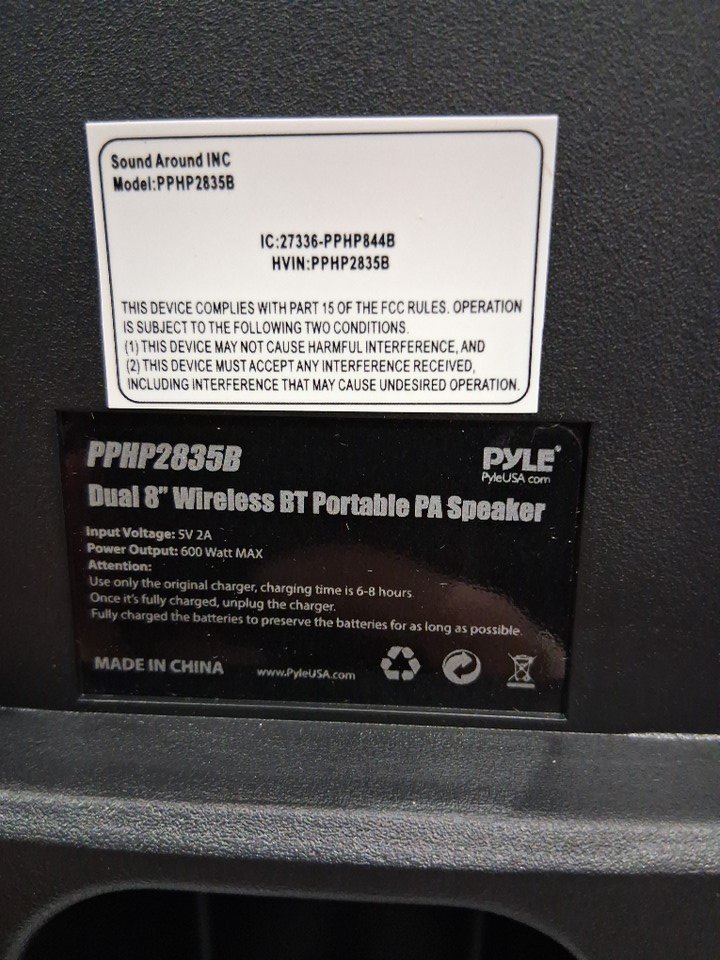 Sound Around INC
Model:PPHP2835B
IC:27336-PPHP844B
HVIN:PPHP2835B
THIS DEVICE COMPLIES WITH PART 15 OF THE FCC RULES. OPERATION
IS SUBJECT TO THE FOLLOWING TWO CONDITIONS.
(1) THIS DEVICE MAY NOT CAUSE HARMFUL INTERFERENCE, AND
(2) THIS DEVICE MUST ACCEPT ANY INTERFERENCE RECEIVED,
INCLUDING INTERFERENCE THAT MAY CAUSE UNDESIRED OPERATION.
PPHP2835B
PYLE®
PyleUSA.com
Dual 8" Wireless BT Portable PA Speaker
Input Voltage: 5V 2A
Power Output: 600 Watt MAX
Attention:
Use only the original charger, charging time is 6-8 hours.
Once it's fully charged, unplug the charger.
Fully charged the batteries to preserve the batteries for as long as possible.
MADE IN CHINA www.PyleUSA.com